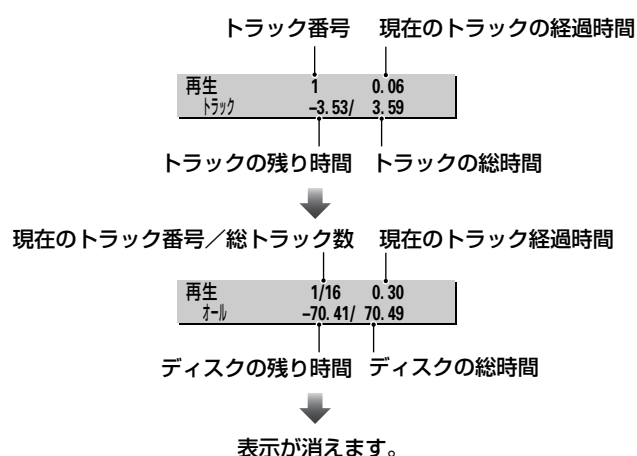 トラック番号 現在のトラックの経過時間
再生 1 0.06
トラック –3.53/ 3.59
トラックの残り時間 トラックの総時間
現在のトラック番号／総トラック数 現在のトラック経過時間
再生 1/16 0.30
オール –70.41/ 70.49
ディスクの残り時間 ディスクの総時間
表示が消えます。